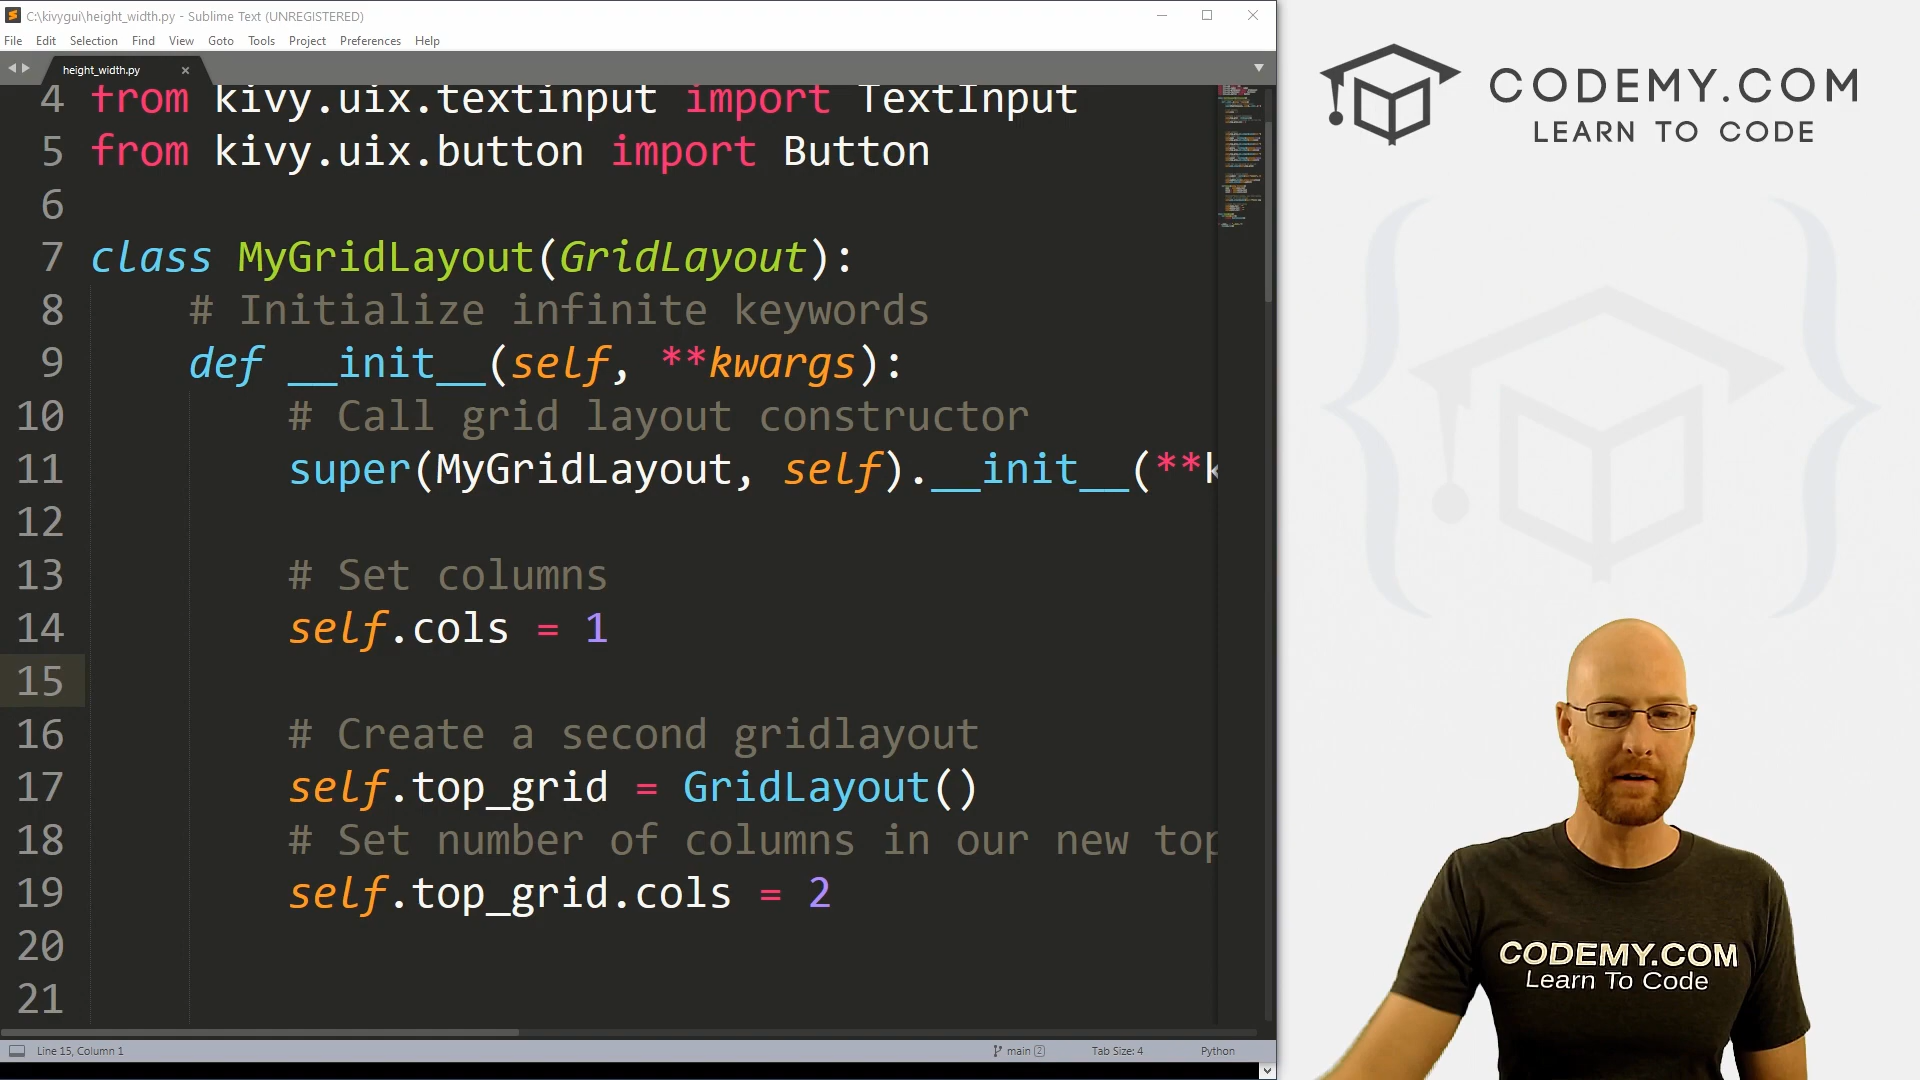 C:\kivygui\height_width.py - Sublime Text (UNREGISTERED)
File Edit Selection Find View Goto Tools Project Preferences Help
height_width.py
4 from kivy.uix.textinput import TextInput
5 from kivy.uix.button import Button
6
7 class MyGridLayout(GridLayout):
8 # Initialize infinite keywords
9 def __init__(self, **kwargs):
10 # Call grid layout constructor
11 super(MyGridLayout, self).__init__(**k
12
13 # Set columns
14 self.cols = 1
15
16 # Create a second gridlayout
17 self.top_grid = GridLayout()
18 # Set number of columns in our new top
19 self.top_grid.cols = 2
20
21
Line 15, Column 1 main 2 Tab Size: 4 Python
CODEMY.COM
LEARN TO CODE
CODEMY.COM
Learn To Code